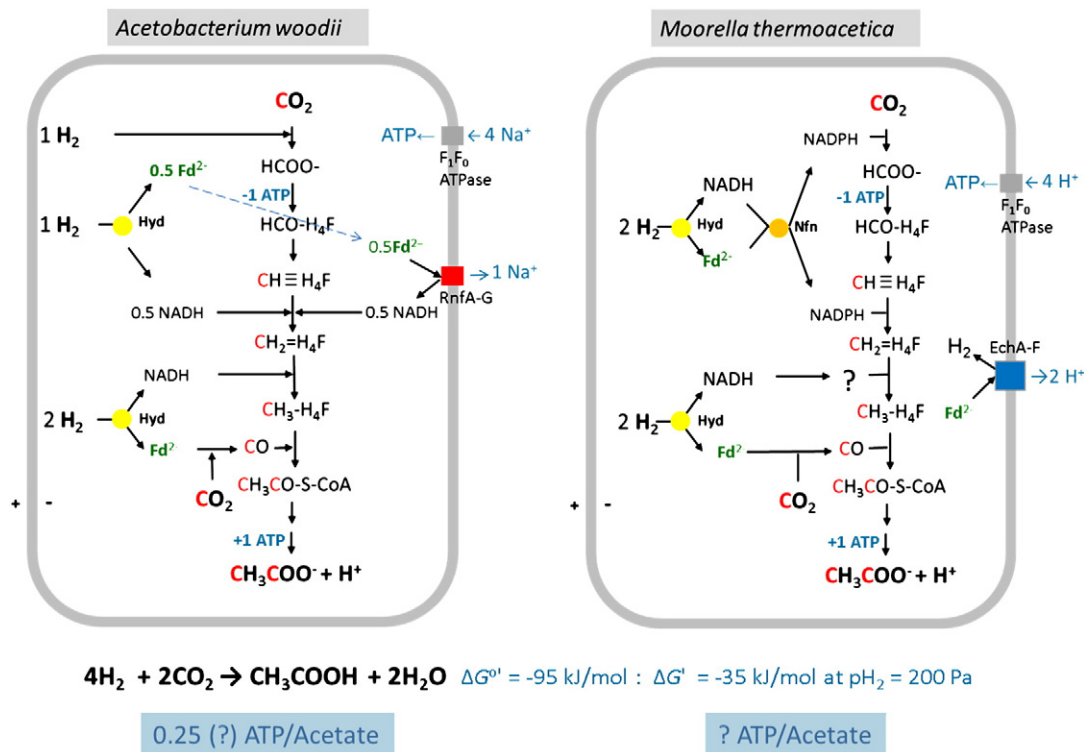 Acetobacterium woodii
CO₂
1 H₂
ATP ← ← 4 Na⁺
F₁F₀
ATPase
HCOO-
0.5 Fd²⁻
-1 ATP
1 H₂
Hyd
HCO-H₄F
0.5Fd²⁻
→ 1 Na⁺
RnfA-G
CH≡H₄F
0.5 NADH
0.5 NADH
CH₂=H₄F
NADH
2 H₂
Hyd
CH₃-H₄F
Fd²⁻
CO
CO₂
CH₃CO-S-CoA
+ -
+1 ATP
CH₃COO⁻ + H⁺
Moorella thermoacetica
CO₂
NADPH
HCOO-
ATP ← ← 4 H⁺
F₁F₀
ATPase
NADH
-1 ATP
2 H₂
Hyd
Nfn
HCO-H₄F
Fd²⁻
CH≡H₄F
NADPH
CH₂=H₄F
H₂
EchA-F
→ 2 H⁺
NADH
?
Fd²⁻
2 H₂
Hyd
CH₃-H₄F
Fd²
CO
CO₂
CH₃CO-S-CoA
+ -
+1 ATP
CH₃COO⁻ + H⁺
4H₂ + 2CO₂ → CH₃COOH + 2H₂O ΔG°' = -95 kJ/mol : ΔG' = -35 kJ/mol at pH₂ = 200 Pa
0.25 (?) ATP/Acetate
? ATP/Acetate